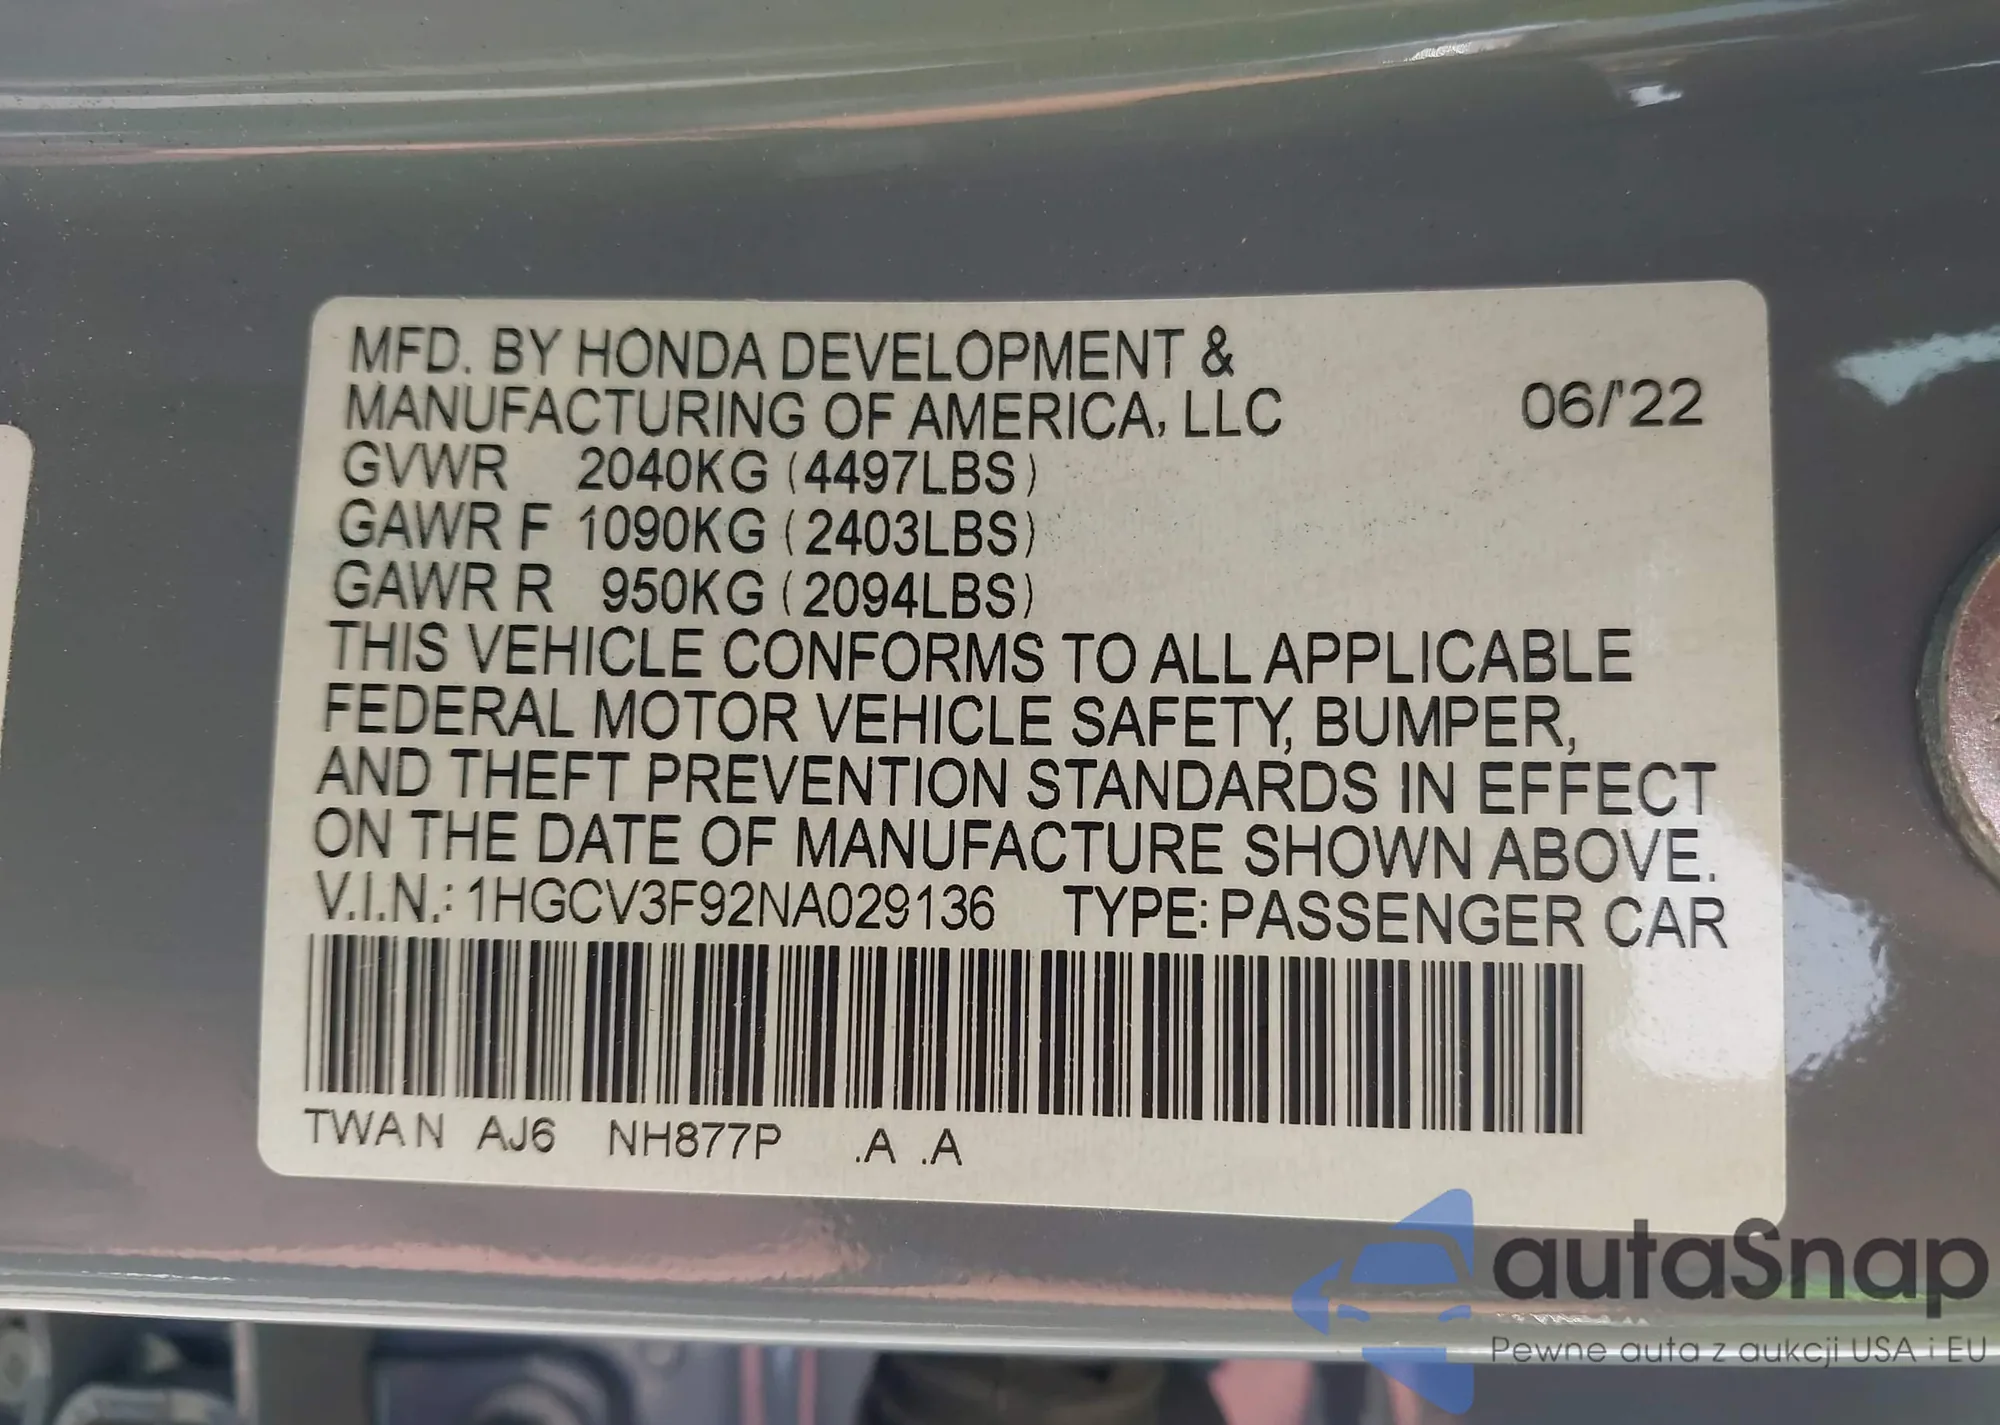 MFD. BY HONDA DEVELOPMENT &
MANUFACTURING OF AMERICA, LLC 06/'22
GVWR 2040KG (4497LBS)
GAWR F 1090KG (2403LBS)
GAWR R 950KG (2094LBS)
THIS VEHICLE CONFORMS TO ALL APPLICABLE
FEDERAL MOTOR VEHICLE SAFETY, BUMPER,
AND THEFT PREVENTION STANDARDS IN EFFECT
ON THE DATE OF MANUFACTURE SHOWN ABOVE.
V.I.N.: 1HGCV3F92NA029136 TYPE: PASSENGER CAR
TWAN AJ6 NH877P .A .A
autaSnap
Pewne auta z aukcji USA i EU